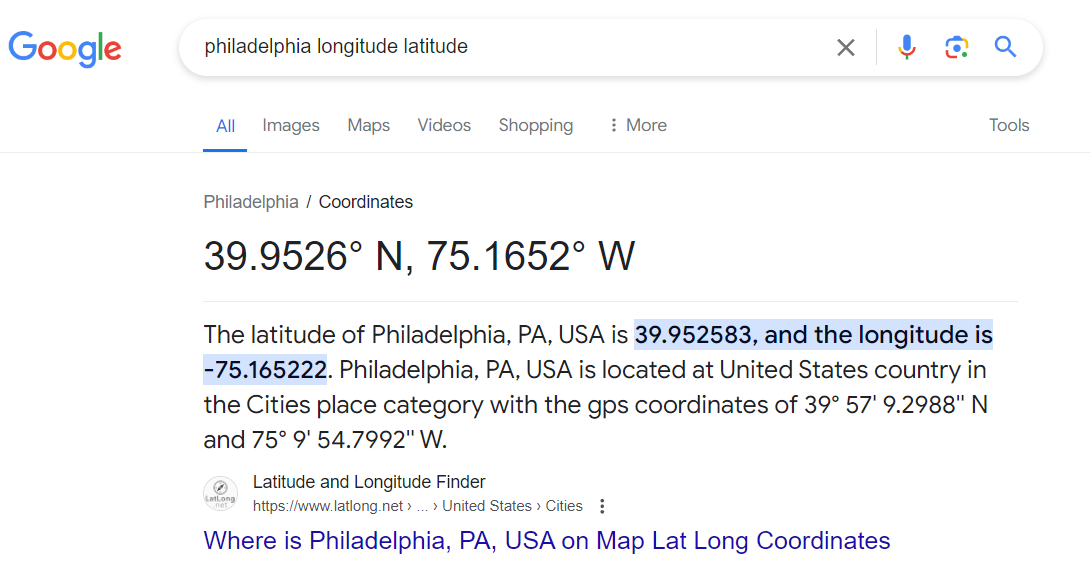 Google
philadelphia longitude latitude
All Images Maps Videos Shopping More Tools
Philadelphia / Coordinates
39.9526° N, 75.1652° W
The latitude of Philadelphia, PA, USA is 39.952583, and the longitude is
-75.165222. Philadelphia, PA, USA is located at United States country in
the Cities place category with the gps coordinates of 39° 57' 9.2988" N
and 75° 9' 54.7992" W.
Latitude and Longitude Finder
LatLong
.net
https://www.latlong.net › ... › United States › Cities
Where is Philadelphia, PA, USA on Map Lat Long Coordinates